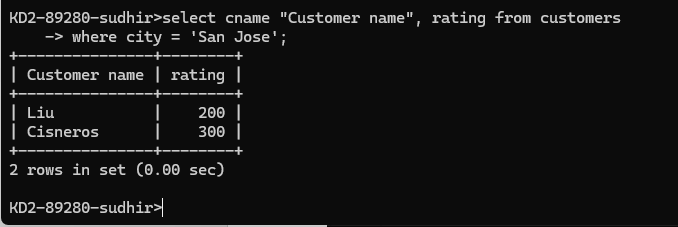 KD2-89280-sudhir>select cname "Customer name", rating from customers
    -> where city = 'San Jose';
+---------------+--------+
| Customer name | rating |
+---------------+--------+
| Liu           |    200 |
| Cisneros      |    300 |
+---------------+--------+
2 rows in set (0.00 sec)
KD2-89280-sudhir>